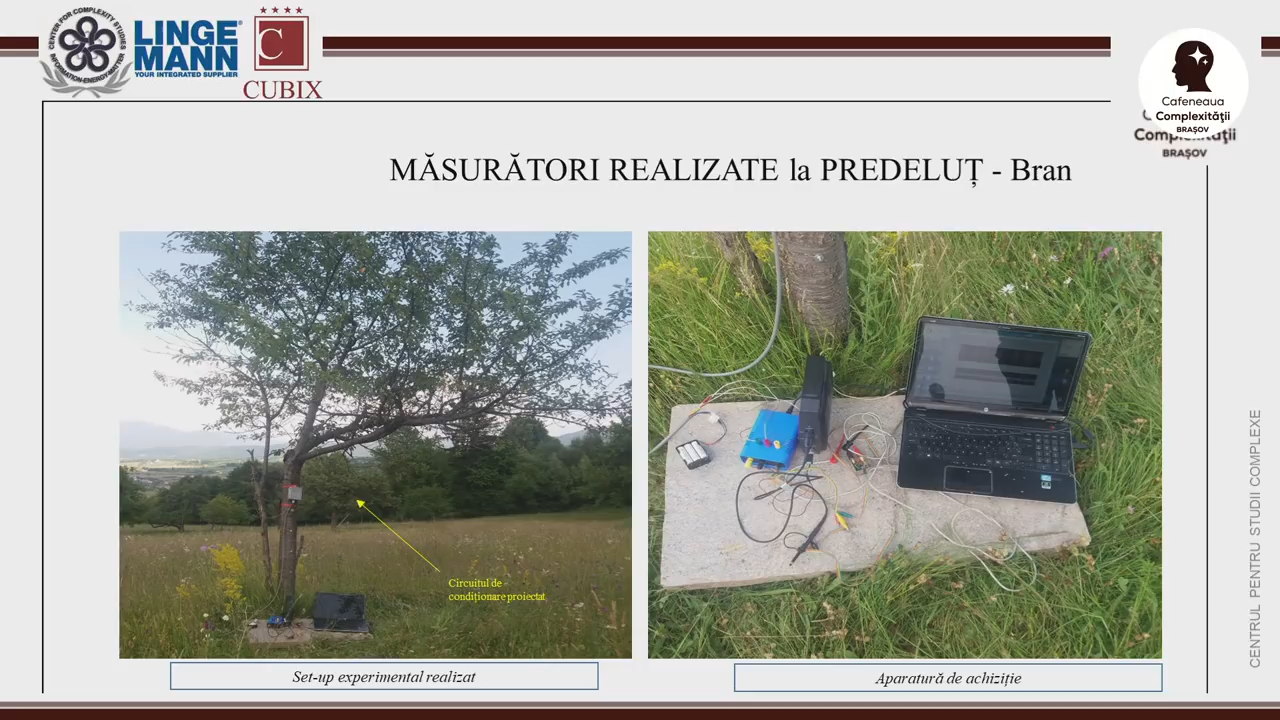 CENTER FOR COMPLEXITY STUDIES
INFORMATION-ENERGY-MATTER
LINGE
MANN
YOUR INTEGRATED SUPPLIER
C
CUBIX
Cafeneaua
Complexității
BRAȘOV
Complexității
BRAȘOV
MĂSURĂTORI REALIZATE la PREDELUȚ - Bran
Circuitul de
condiționare proiectat
Set-up experimental realizat
Aparatură de achiziție
CENTRUL PENTRU STUDII COMPLEXE